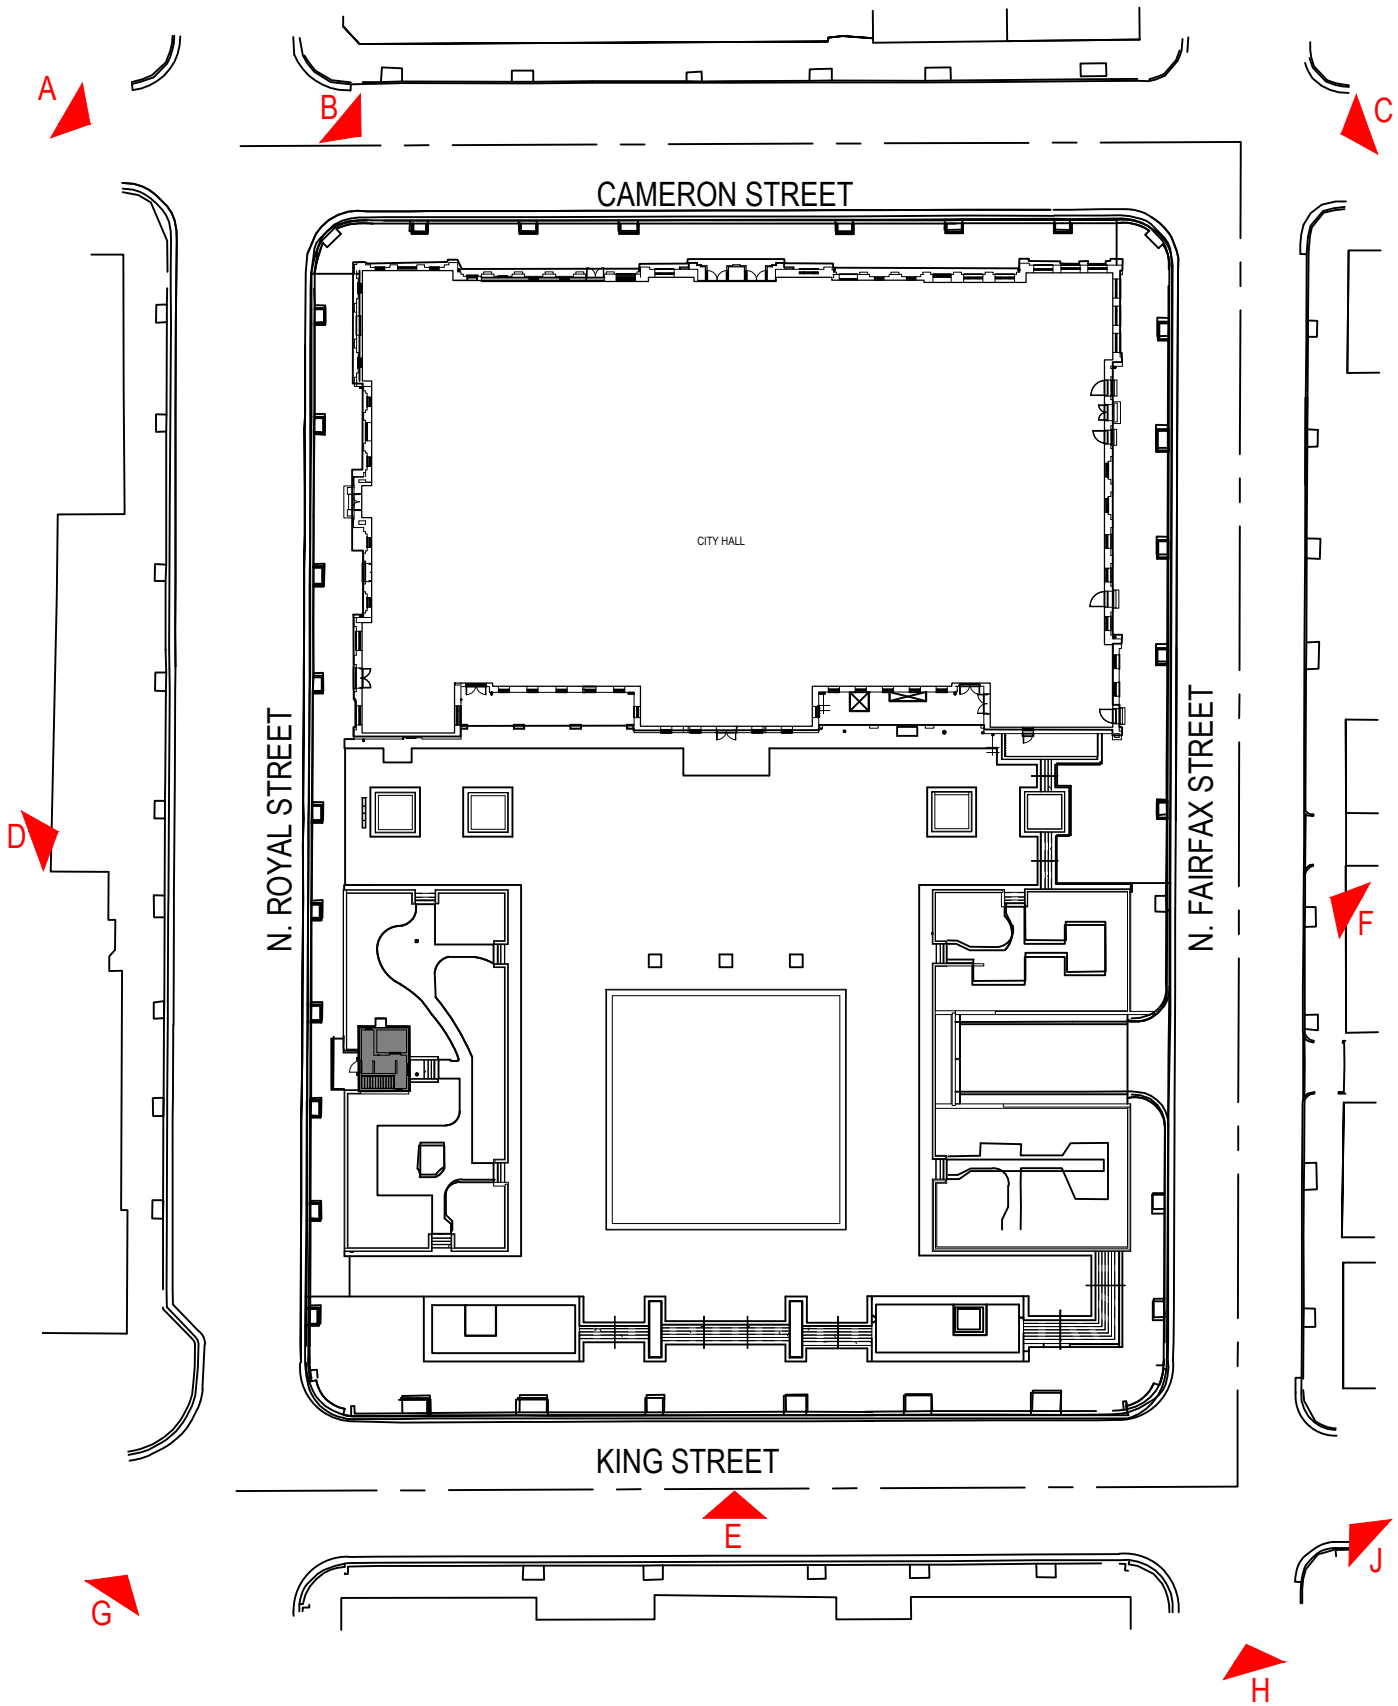 A
B
C
CAMERON STREET
CITY HALL
N. ROYAL STREET
N. FAIRFAX STREET
D
F
KING STREET
E
G
J
H